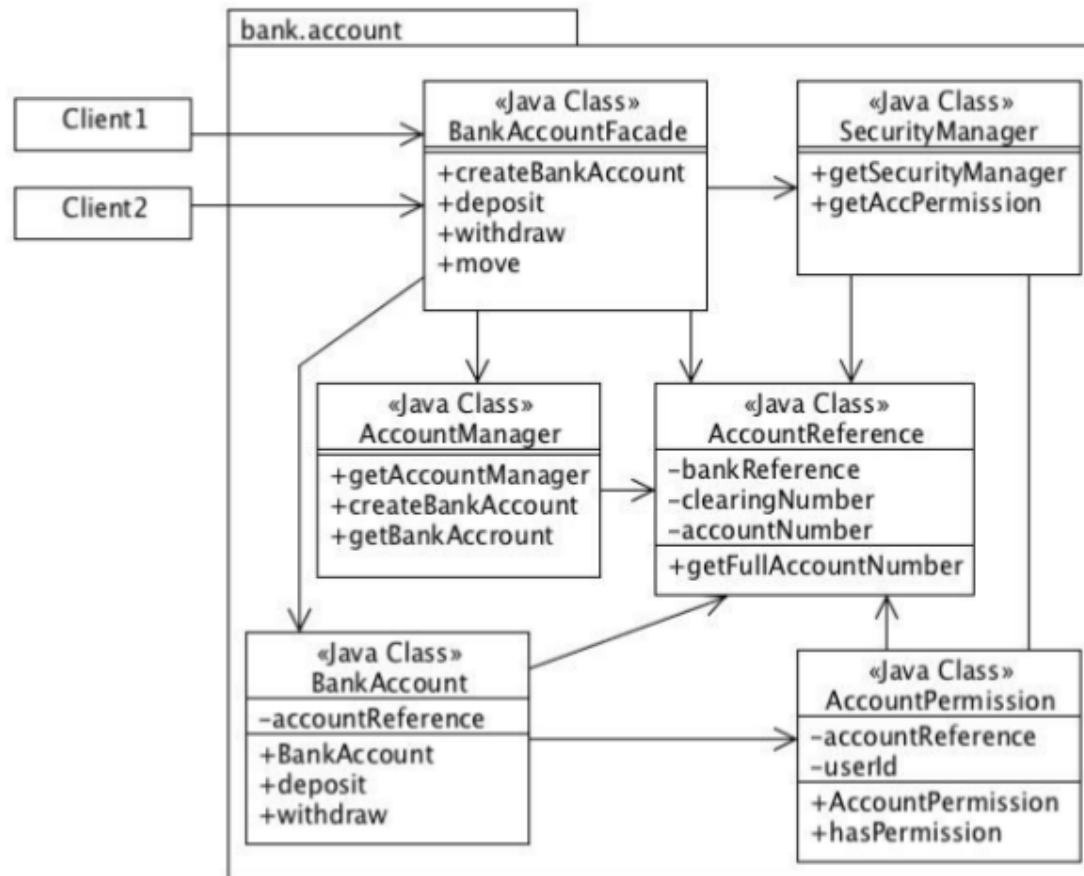 bank.account
Client1
Client2
«Java Class»
BankAccountFacade
+createBankAccount
+deposit
+withdraw
+move
«Java Class»
SecurityManager
+getSecurityManager
+getAccPermission
«Java Class»
AccountManager
+getAccountManager
+createBankAccount
+getBankAccrount
«Java Class»
AccountReference
-bankReference
-clearingNumber
-accountNumber
+getFullAccountNumber
«Java Class»
BankAccount
-accountReference
+BankAccount
+deposit
+withdraw
«Java Class»
AccountPermission
-accountReference
-userId
+AccountPermission
+hasPermission